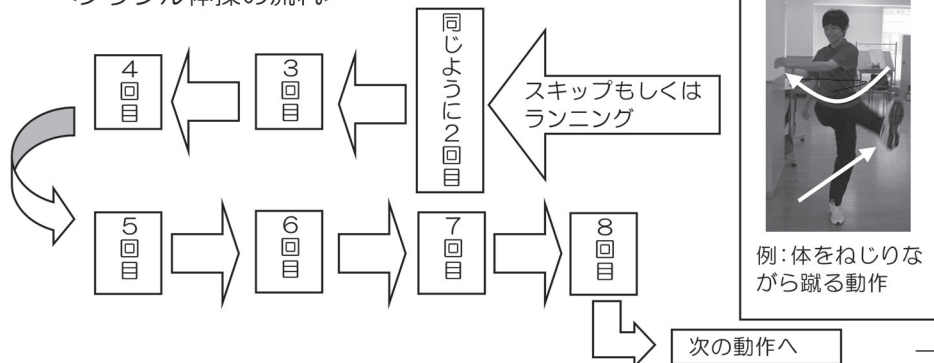 スキップもしくは
ランニング
同じように2回目
3回目
4回目
5回目
6回目
7回目
8回目
次の動作へ
例:体をねじりな
がら蹴る動作